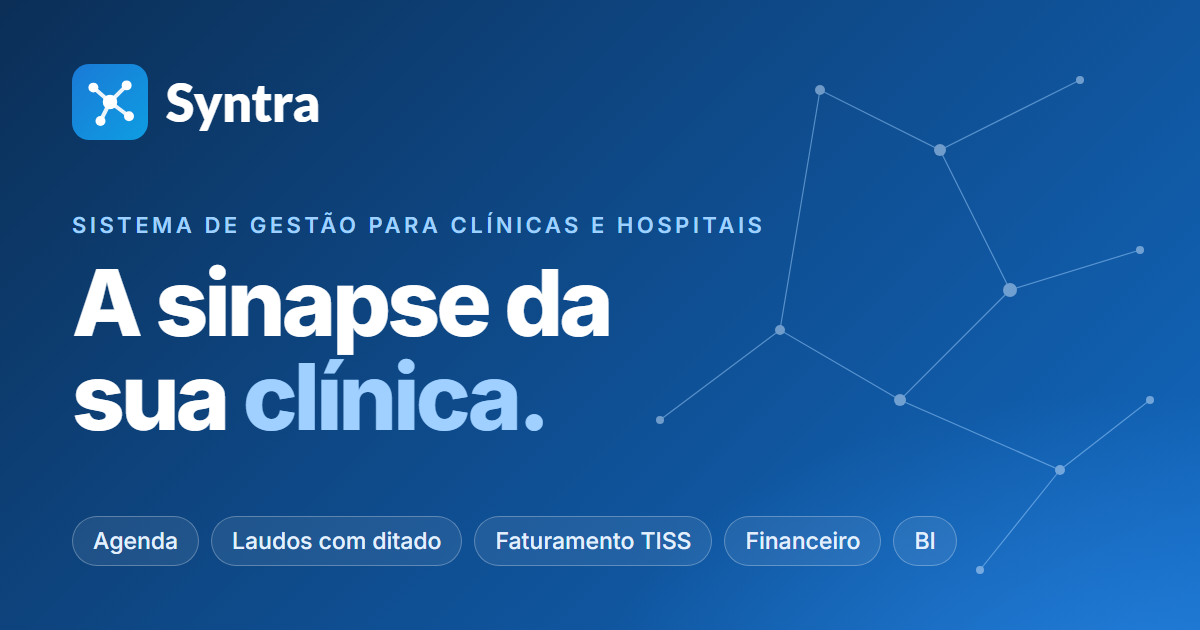 Syntra
SISTEMA DE GESTÃO PARA CLÍNICAS E HOSPITAIS
A sinapse da
sua clínica.
Agenda Laudos com ditado Faturamento TISS Financeiro BI